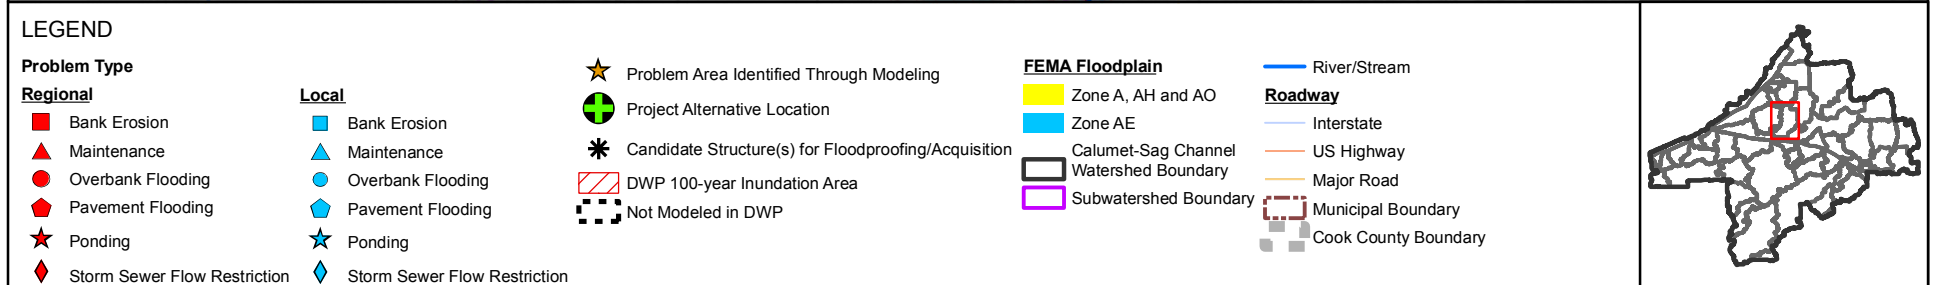 LEGEND
Problem Type
Regional
Bank Erosion
Maintenance
Overbank Flooding
Pavement Flooding
Ponding
Storm Sewer Flow Restriction
Local
Bank Erosion
Maintenance
Overbank Flooding
Pavement Flooding
Ponding
Storm Sewer Flow Restriction
Problem Area Identified Through Modeling
Project Alternative Location
Candidate Structure(s) for Floodproofing/Acquisition
DWP 100-year Inundation Area
Not Modeled in DWP
FEMA Floodplain
Zone A, AH and AO
Zone AE
Calumet-Sag Channel
Watershed Boundary
Subwatershed Boundary
River/Stream
Roadway
Interstate
US Highway
Major Road
Municipal Boundary
Cook County Boundary